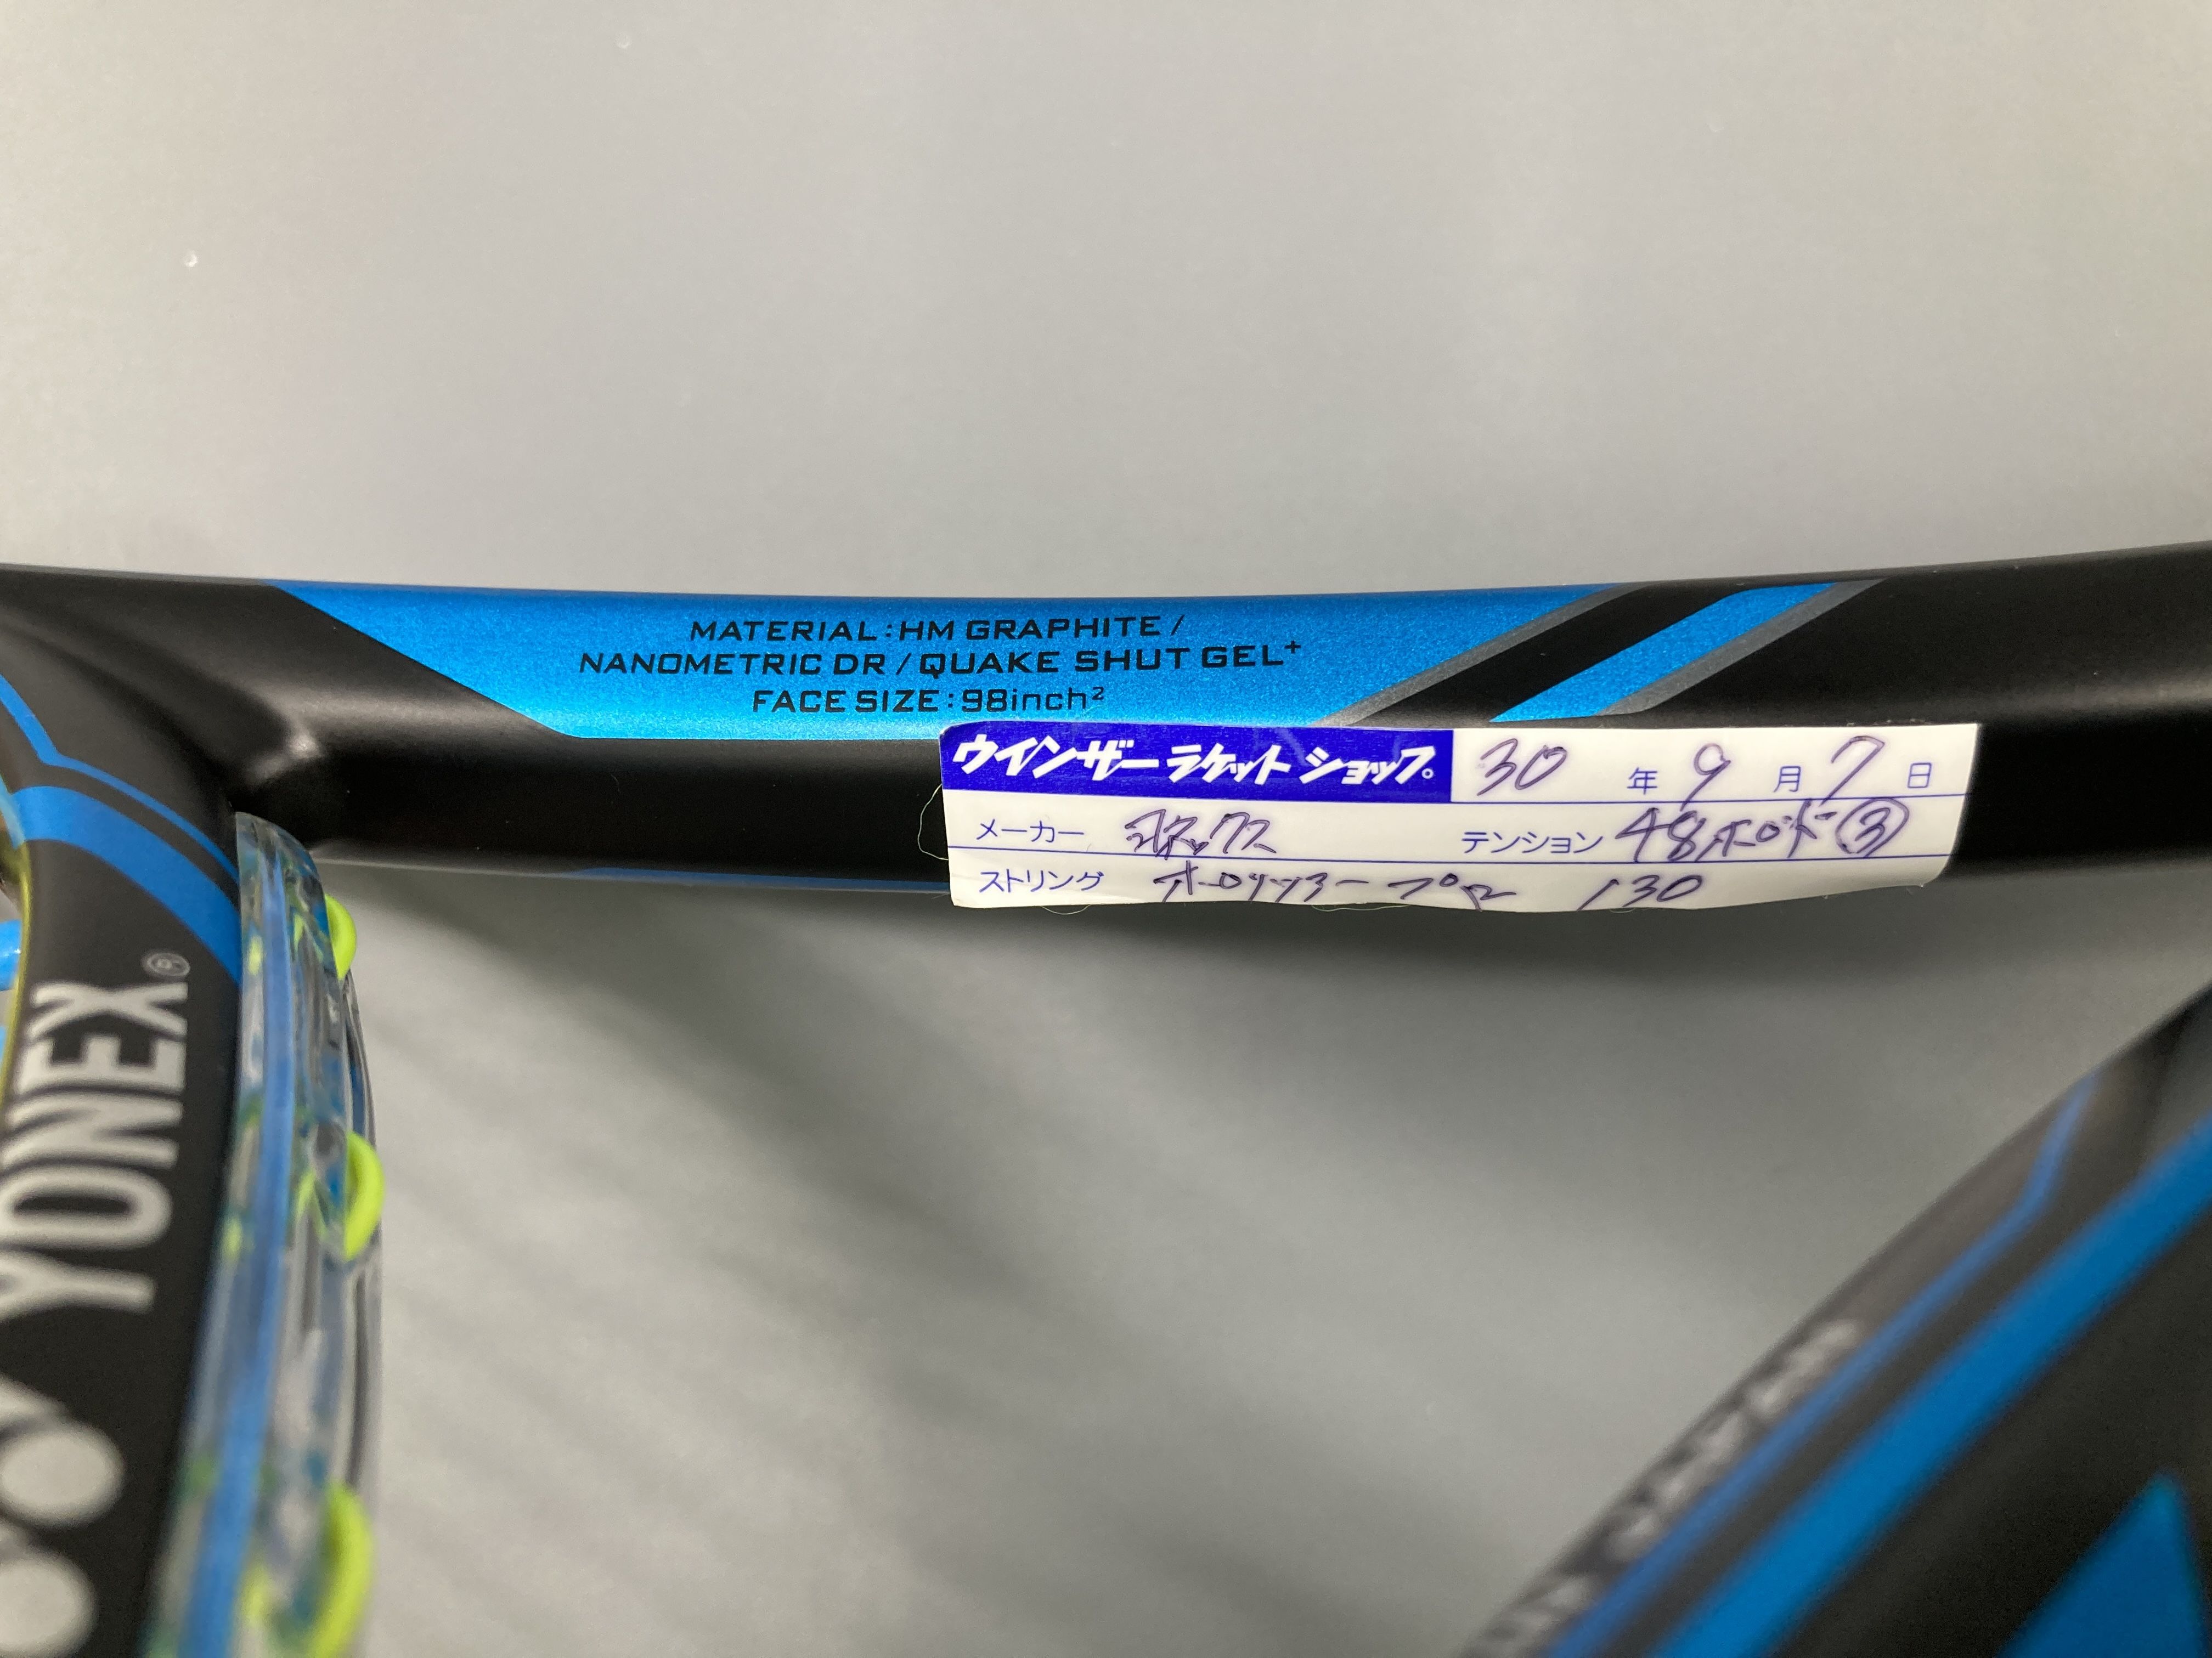 MATERIAL : HM GRAPHITE /
NANOMETRIC DR / QUAKE SHUT GEL⁺
FACE SIZE : 98inch²
ウインザーラケットショップ。 30年9月7日
メーカー ヨネックス テンション 48ポンド③
ストリング ポリツアープロ 130
YONEX®